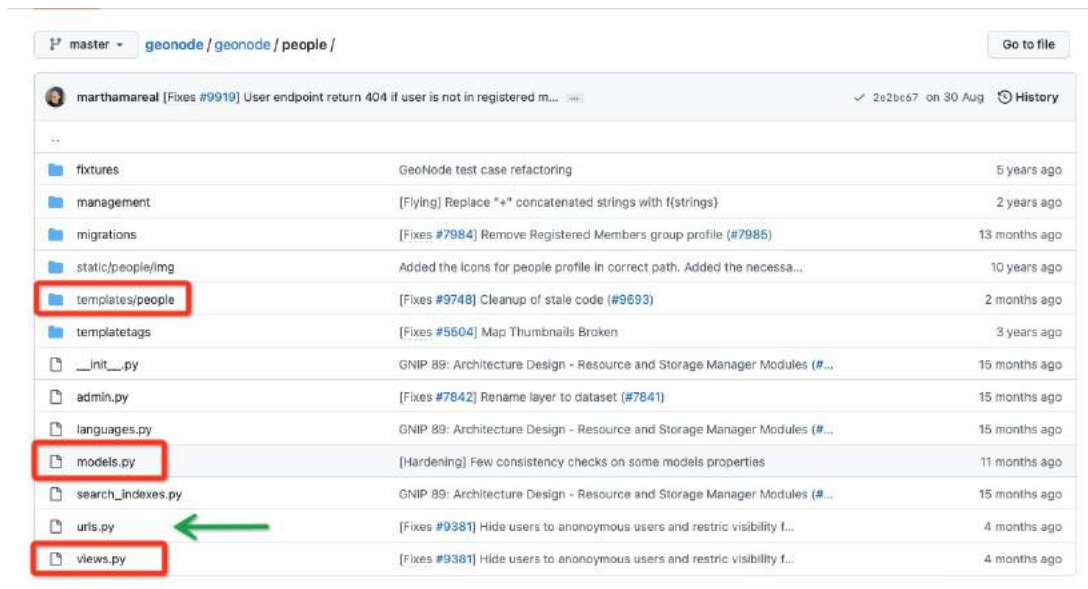 master geonode / geonode / people / Go to file
marthamareal [Fixes #9919] User endpoint return 404 if user is not in registered m... ... 2e2bc67 on 30 Aug History
..
fixtures GeoNode test case refactoring 5 years ago
management [Flying] Replace "+" concatenated strings with f{strings} 2 years ago
migrations [Fixes #7984] Remove Registered Members group profile (#7985) 13 months ago
static/people/img Added the icons for people profile in correct path. Added the necessa... 10 years ago
templates/people [Fixes #9748] Cleanup of stale code (#9693) 2 months ago
templatetags [Fixes #5504] Map Thumbnails Broken 3 years ago
__init__.py GNIP 89: Architecture Design - Resource and Storage Manager Modules (#... 15 months ago
admin.py [Fixes #7842] Rename layer to dataset (#7841) 15 months ago
languages.py GNIP 89: Architecture Design - Resource and Storage Manager Modules (#... 15 months ago
models.py [Hardening] Few consistency checks on some models properties 11 months ago
search_indexes.py GNIP 89: Architecture Design - Resource and Storage Manager Modules (#... 15 months ago
urls.py [Fixes #9381] Hide users to anonoymous users and restric visibility f... 4 months ago
views.py [Fixes #9381] Hide users to anonoymous users and restric visibility f... 4 months ago